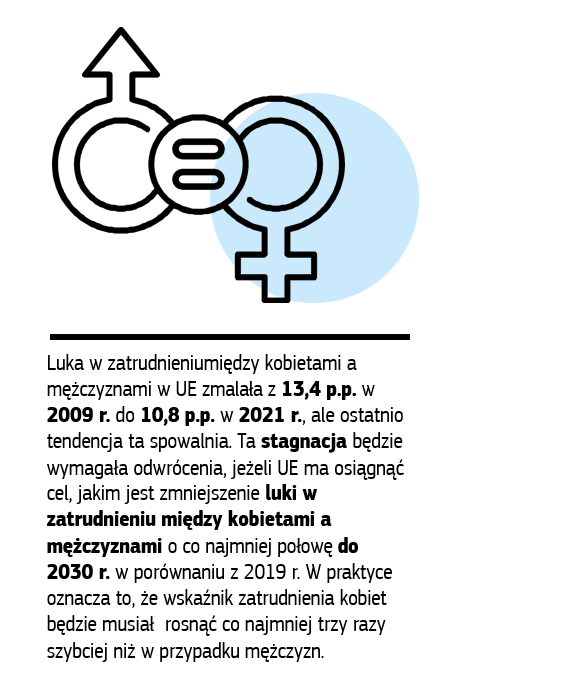 Luka w zatrudnieniumiędzy kobietami a
mężczyznami w UE zmalała z 13,4 p.p. w
2009 r. do 10,8 p.p. w 2021 r., ale ostatnio
tendencja ta spowalnia. Ta stagnacja będzie
wymagała odwrócenia, jeżeli UE ma osiągnąć
cel, jakim jest zmniejszenie luki w
zatrudnieniu między kobietami a
mężczyznami o co najmniej połowę do
2030 r. w porównaniu z 2019 r. W praktyce
oznacza to, że wskaźnik zatrudnienia kobiet
będzie musiał  rosnąć co najmniej trzy razy
szybciej niż w przypadku mężczyzn.